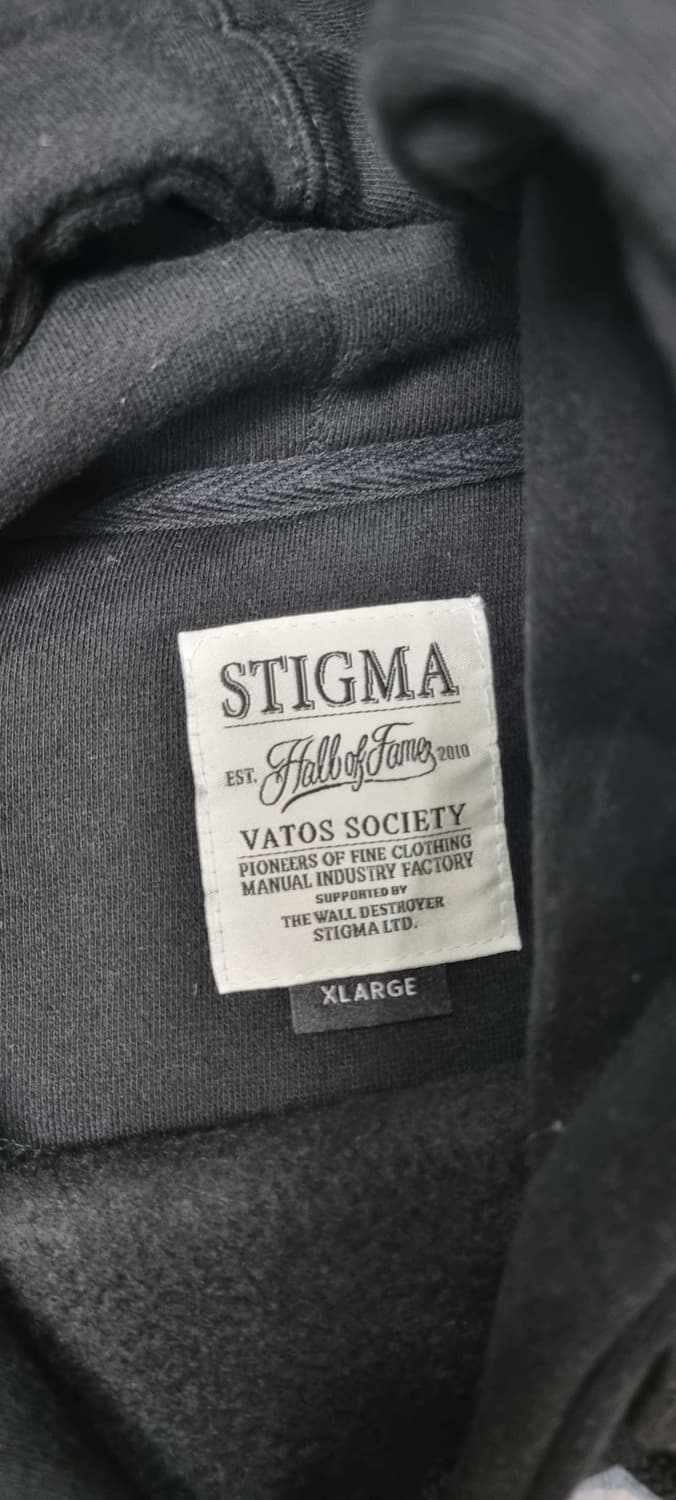 STIGMA
EST. Hall of Fame 2010
VATOS SOCIETY
PIONEERS OF FINE CLOTHING
MANUAL INDUSTRY FACTORY
SUPPORTED BY
THE WALL DESTROYER
STIGMA LTD.
XLARGE